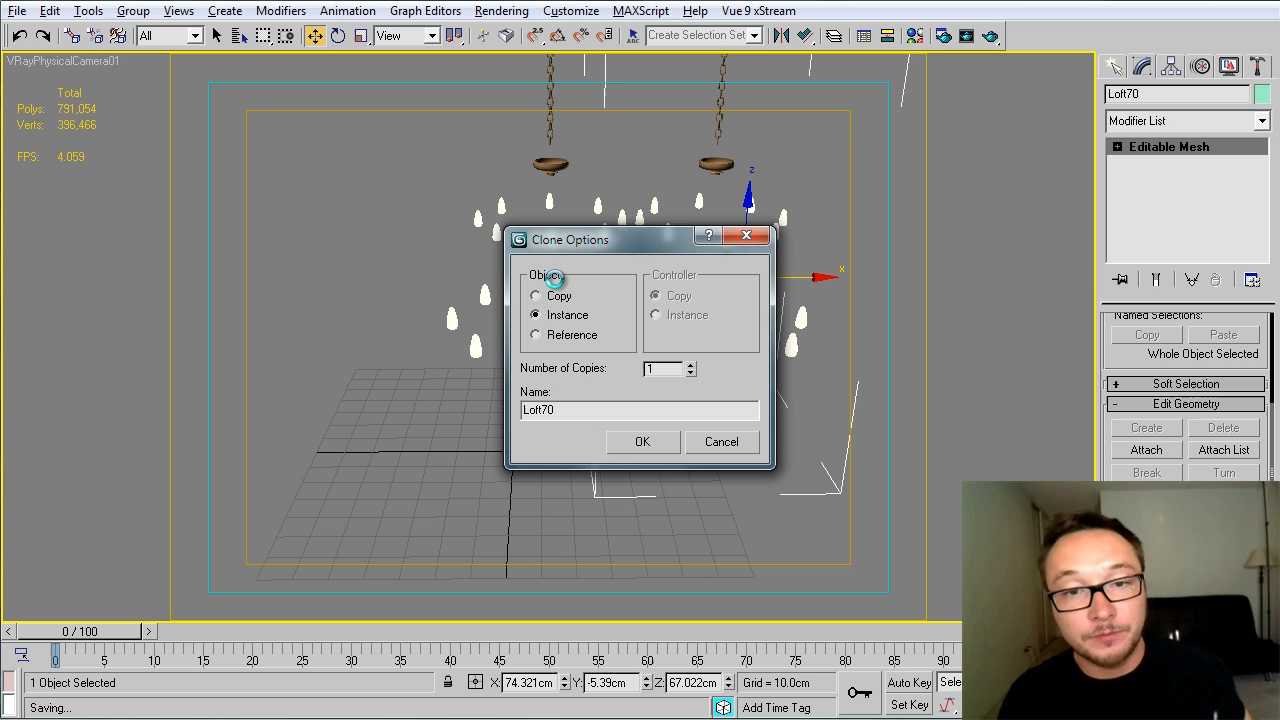 File Edit Tools Group Views Create Modifiers Animation Graph Editors Rendering Customize MAXScript Help Vue 9 xStream
All View 2.5 Create Selection Set
VRayPhysicalCamera01
Total
Polys: 791,054
Verts: 396,466
FPS: 4.059
z
x
Clone Options
Object
Copy
Instance
Reference
Controller
Copy
Instance
Number of Copies: 1
Name:
Loft70
OK Cancel
Loft70
Modifier List
Editable Mesh
Named Selections:
Copy Paste
Whole Object Selected
+ Soft Selection
- Edit Geometry
Create Delete
Attach Attach List
Break Turn
< 0 / 100 >
0 5 10 15 20 25 30 35 40 45 50 55 60 65 70 75 80 85 90
1 Object Selected X: 74.321cm Y: -5.39cm Z: 67.022cm Grid = 10.0cm Auto Key
Saving... Add Time Tag Set Key